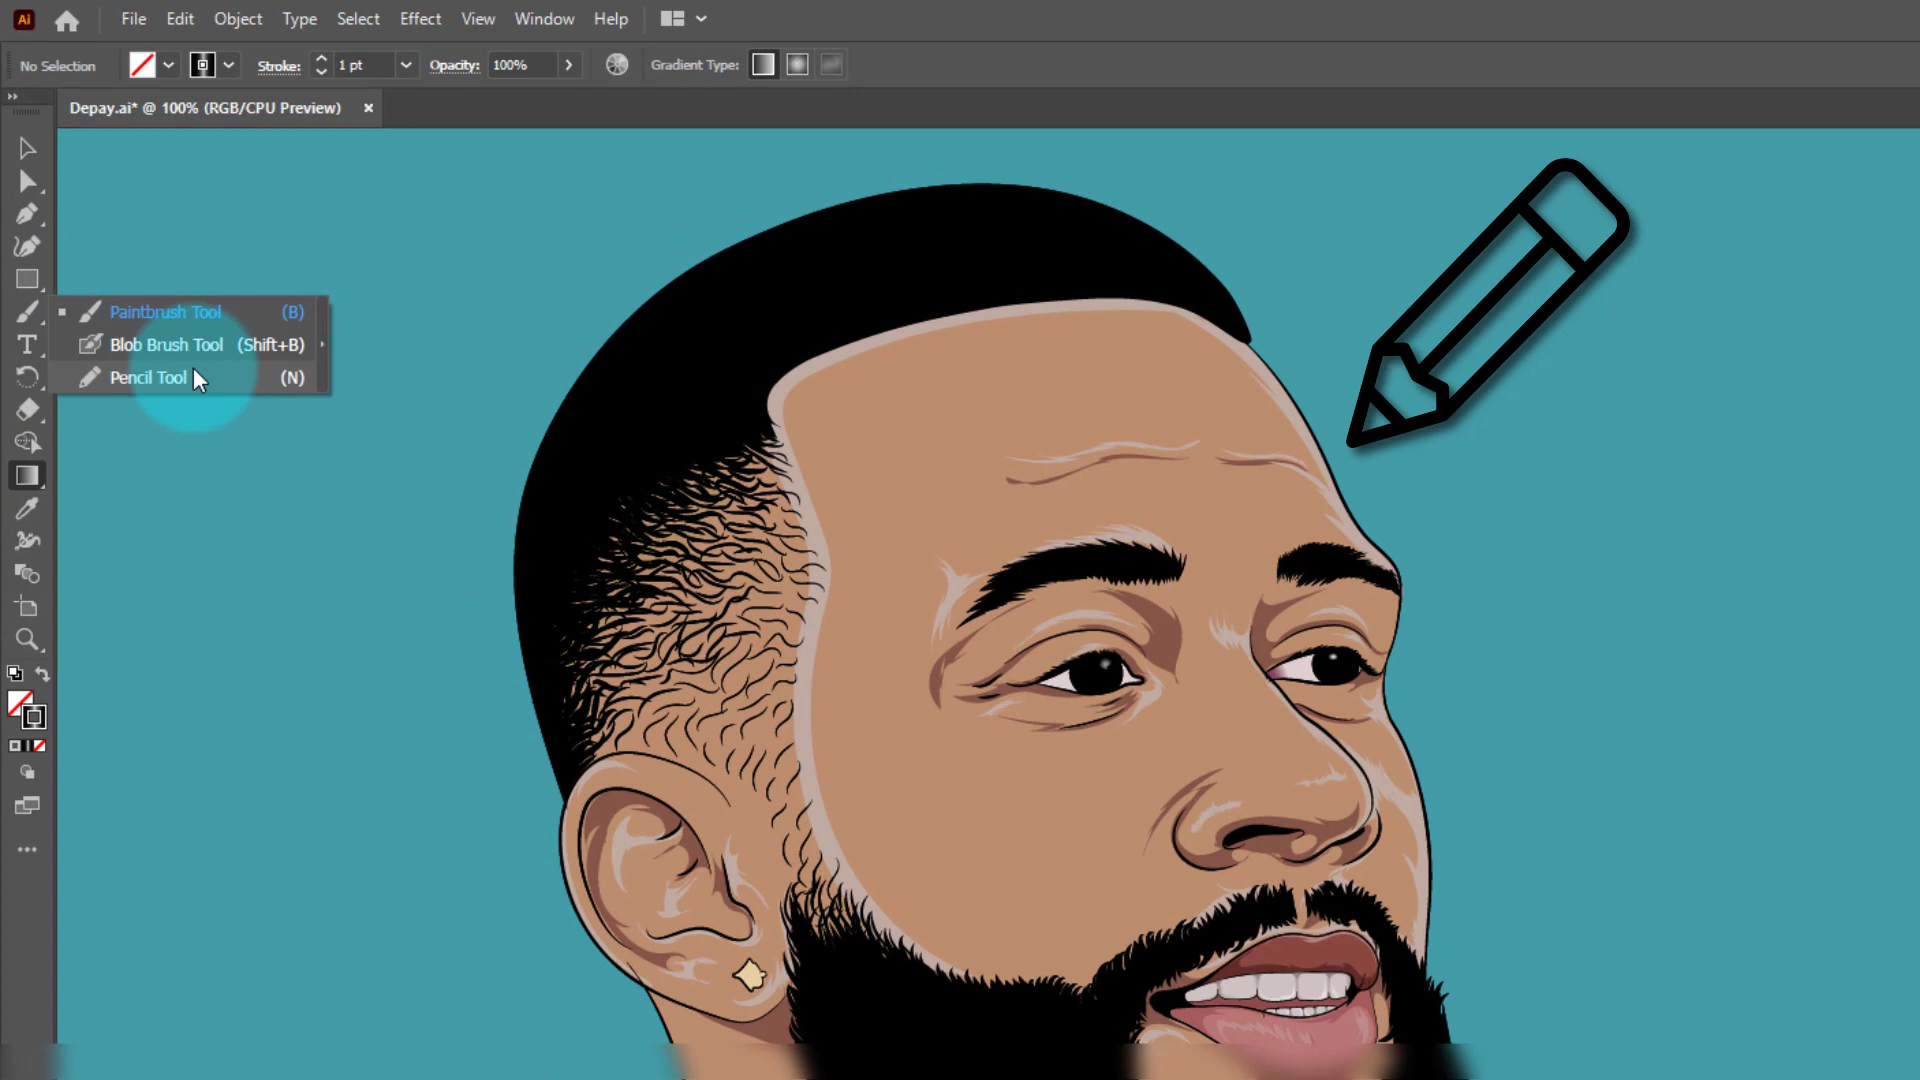 Ai File Edit Object Type Select Effect View Window Help
No Selection Stroke: 1 pt Opacity: 100% Gradient Type:
Depay.ai* @ 100% (RGB/CPU Preview) ×
Paintbrush Tool (B)
Blob Brush Tool (Shift+B)
Pencil Tool (N)